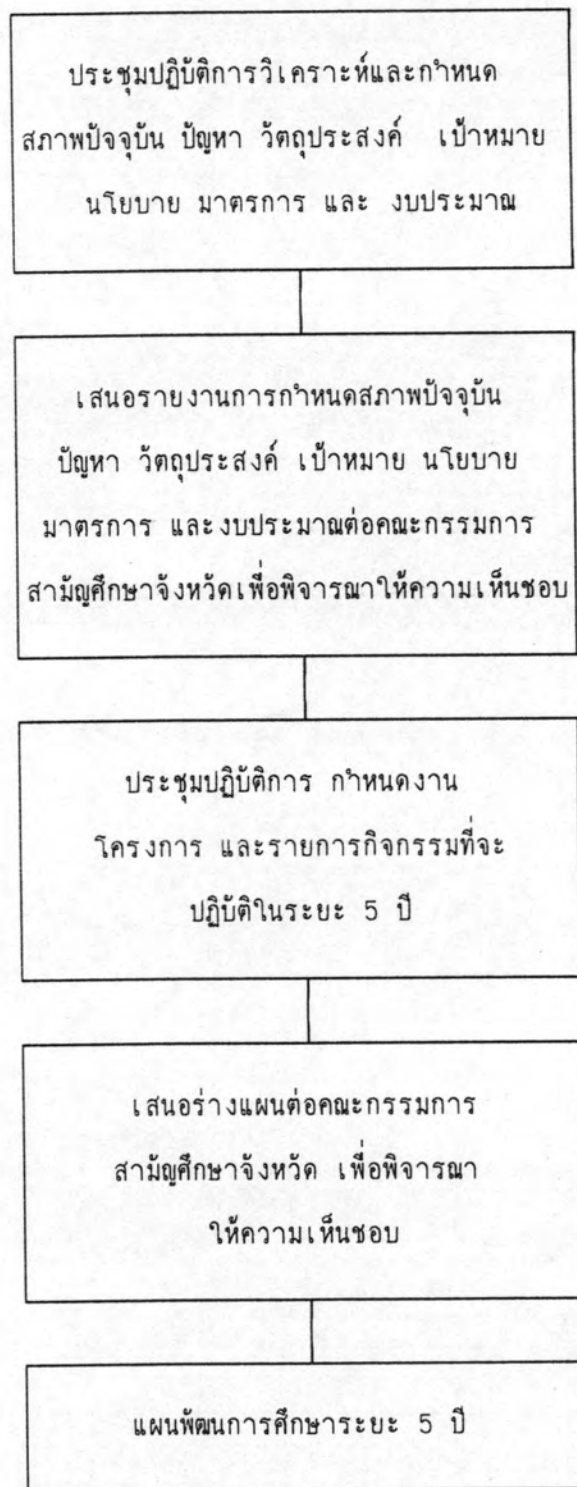 ประชุมปฏิบัติการวิเคราะห์และกำหนด
สภาพปัจจุบัน ปัญหา วัตถุประสงค์ เป้าหมาย
นโยบาย มาตรการ และ งบประมาณ
เสนอรายงานการกำหนดสภาพปัจจุบัน
ปัญหา วัตถุประสงค์ เป้าหมาย นโยบาย
มาตรการ และงบประมาณต่อคณะกรรมการ
สามัญศึกษาจังหวัดเพื่อพิจารณาให้ความเห็นชอบ
ประชุมปฏิบัติการ กำหนดงาน
โครงการ และรายการกิจกรรมที่จะ
ปฏิบัติในระยะ 5 ปี
เสนอร่างแผนต่อคณะกรรมการ
สามัญศึกษาจังหวัด เพื่อพิจารณา
ให้ความเห็นชอบ
แผนพัฒนการศึกษาระยะ 5 ปี